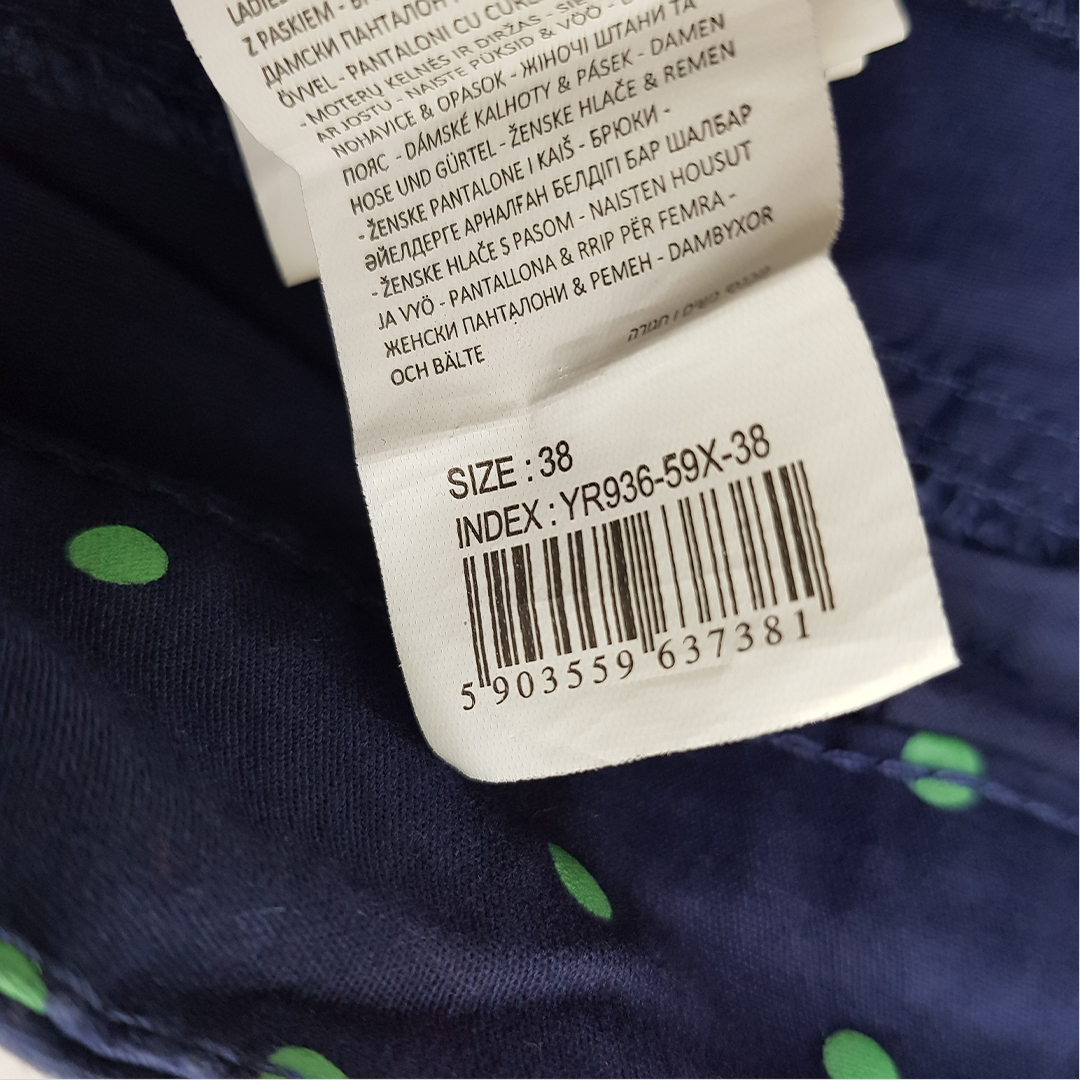 LADIES
Z PASKIEM -
ДАМСКИ ПАНТАЛОН
ÖVVEL - PANTALONI CU
- MOTERŲ KELNĖS IR DIRŽAS -
AR JOSTU - NAISTE PÜKSID & VÖÖ -
NOHAVICE & OPASOK - ЖІНОЧІ ШТАНИ ТА
ПОЯС - DÁMSKÉ KALHOTY & PÁSEK - DAMEN
HOSE UND GÜRTEL - ŽENSKE HLAČE & REMEN
- ŽENSKE PANTALONE I KAIŠ - БРЮКИ -
ӘЙЕЛДЕРГЕ АРНАЛҒАН БЕЛДІГІ БАР ШАЛБАР
- ŽENSKE HLAČE S PASOM - NAISTEN HOUSUT
JA VYÖ - PANTALLONA & RRIP PËR FEMRA -
ЖЕНСКИ ПАНТАЛОНИ & РЕМЕН - DAMBYXOR
OCH BÄLTE
SIZE : 38
INDEX : YR936-59X-38
5 903559 637381